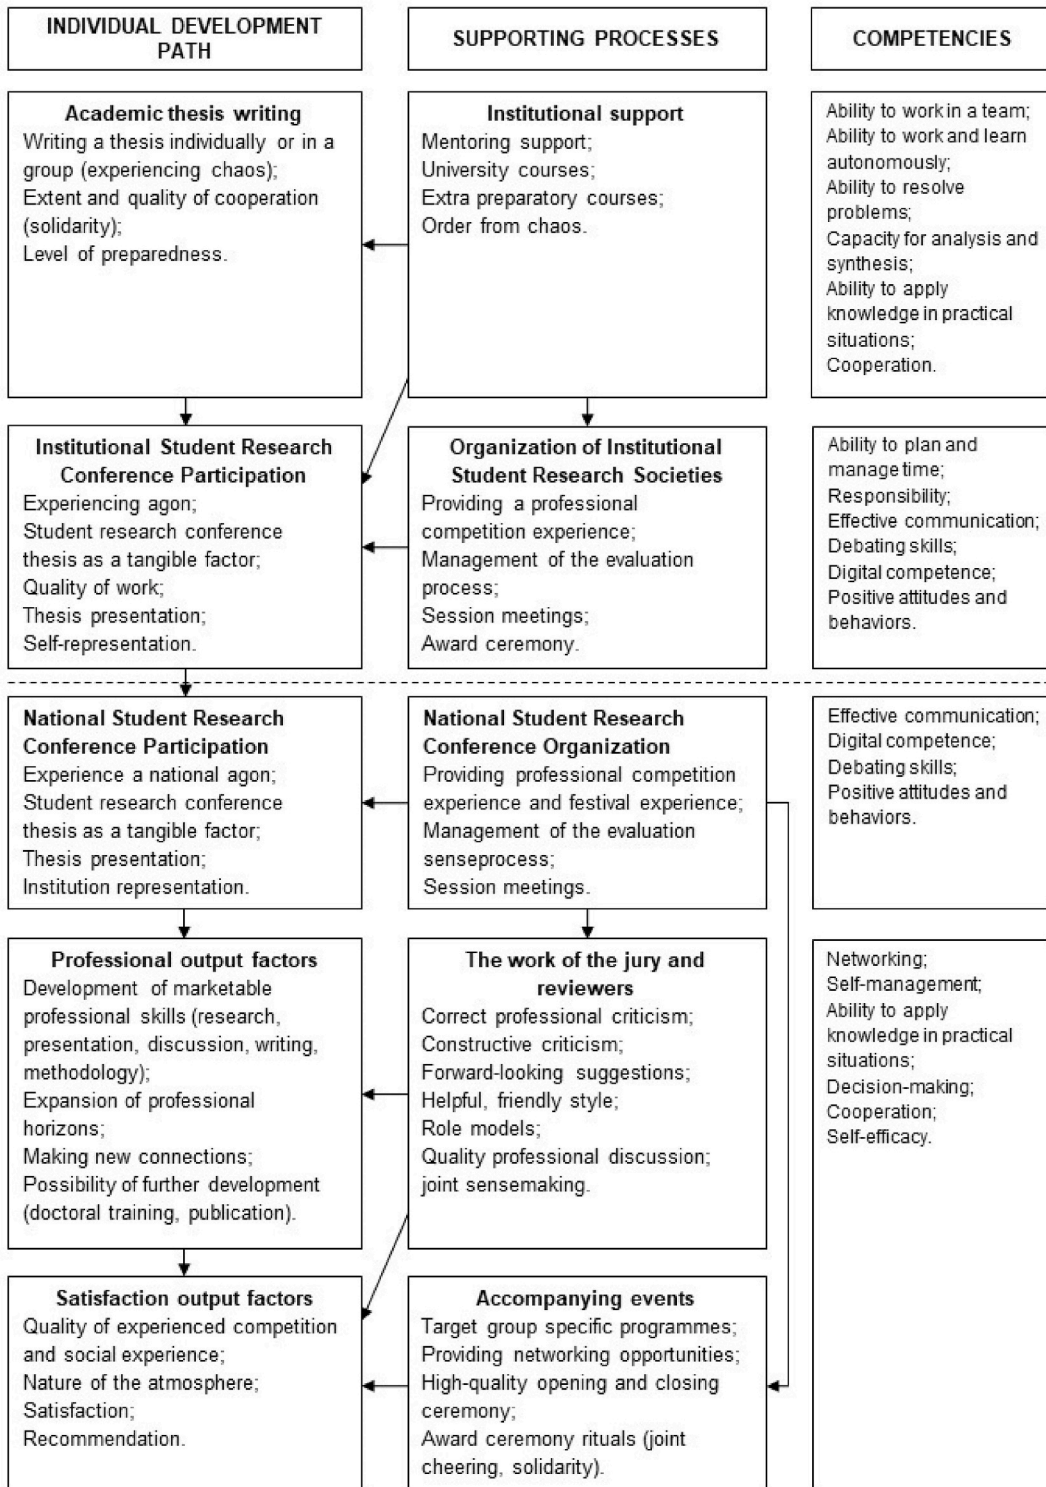 INDIVIDUAL DEVELOPMENT
PATH
SUPPORTING PROCESSES
COMPETENCIES
Academic thesis writing
Writing a thesis individually or in a
group (experiencing chaos);
Extent and quality of cooperation
(solidarity);
Level of preparedness.
Institutional support
Mentoring support;
University courses;
Extra preparatory courses;
Order from chaos.
Ability to work in a team;
Ability to work and learn
autonomously;
Ability to resolve
problems;
Capacity for analysis and
synthesis;
Ability to apply
knowledge in practical
situations;
Cooperation.
Institutional Student Research
Conference Participation
Experiencing agon;
Student research conference
thesis as a tangible factor;
Quality of work;
Thesis presentation;
Self-representation.
Organization of Institutional
Student Research Societies
Providing a professional
competition experience;
Management of the evaluation
process;
Session meetings;
Award ceremony.
Ability to plan and
manage time;
Responsibility;
Effective communication;
Debating skills;
Digital competence;
Positive attitudes and
behaviors.
National Student Research
Conference Participation
Experience a national agon;
Student research conference
thesis as a tangible factor;
Thesis presentation;
Institution representation.
National Student Research
Conference Organization
Providing professional competition
experience and festival experience;
Management of the evaluation
senseprocess;
Session meetings.
Effective communication;
Digital competence;
Debating skills;
Positive attitudes and
behaviors.
Professional output factors
Development of marketable
professional skills (research,
presentation, discussion, writing,
methodology);
Expansion of professional
horizons;
Making new connections;
Possibility of further development
(doctoral training, publication).
The work of the jury and
reviewers
Correct professional criticism;
Constructive criticism;
Forward-looking suggestions;
Helpful, friendly style;
Role models;
Quality professional discussion;
joint sensemaking.
Networking;
Self-management;
Ability to apply
knowledge in practical
situations;
Decision-making;
Cooperation;
Self-efficacy.
Satisfaction output factors
Quality of experienced competition
and social experience;
Nature of the atmosphere;
Satisfaction;
Recommendation.
Accompanying events
Target group specific programmes;
Providing networking opportunities;
High-quality opening and closing
ceremony;
Award ceremony rituals (joint
cheering, solidarity).